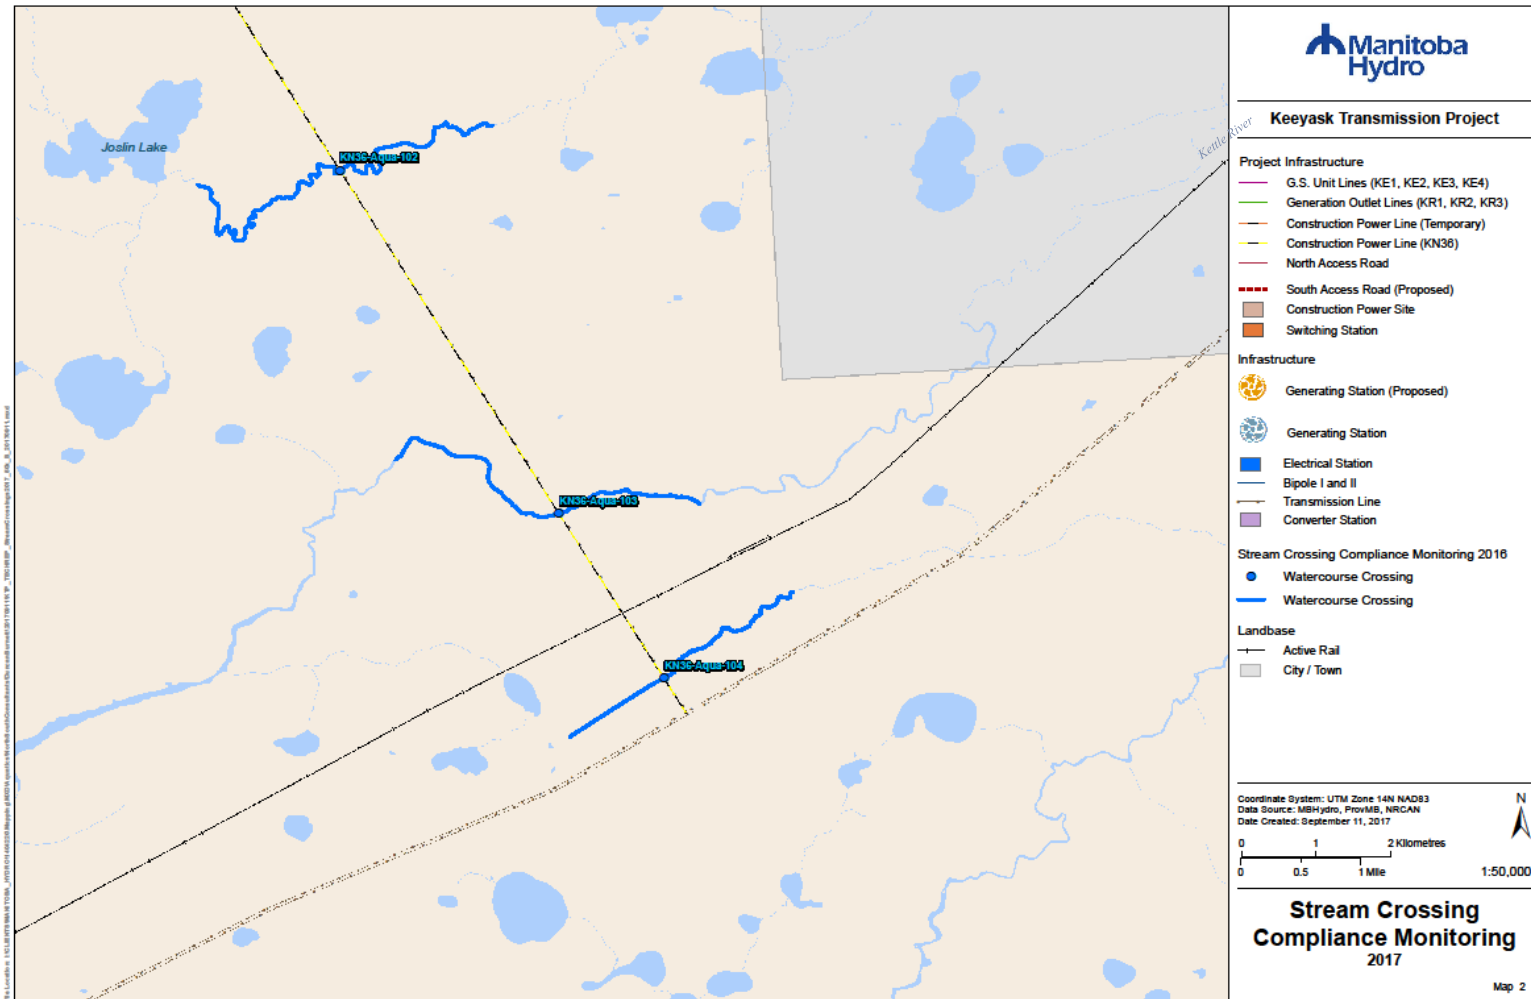 Joslin Lake
KN36-Aqua-102
Kettle River
KN36-Aqua-103
KN36-Aqua-104
Manitoba
Hydro
Keeyask Transmission Project
Project Infrastructure
G.S. Unit Lines (KE1, KE2, KE3, KE4)
Generation Outlet Lines (KR1, KR2, KR3)
Construction Power Line (Temporary)
Construction Power Line (KN36)
North Access Road
South Access Road (Proposed)
Construction Power Site
Switching Station
Infrastructure
Generating Station (Proposed)
Generating Station
Electrical Station
Bipole I and II
Transmission Line
Converter Station
Stream Crossing Compliance Monitoring 2016
Watercourse Crossing
Watercourse Crossing
Landbase
Active Rail
City / Town
Coordinate System: UTM Zone 14N NAD83
Data Source: MBHydro, ProvMB, NRCAN
Date Created: September 11, 2017
N
0 1 2 Kilometres
0 0.5 1 Mile
1:50,000
Stream Crossing
Compliance Monitoring
2017
Map 2